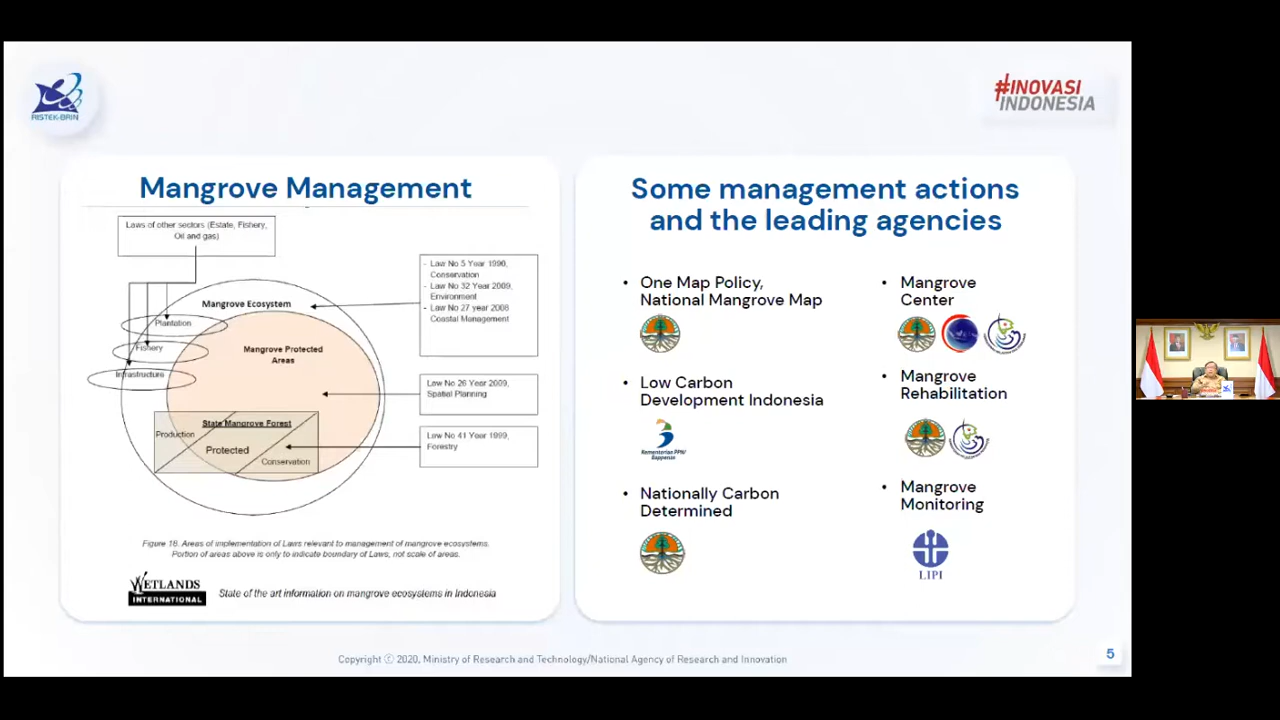 RISTEK-BRIN
#INOVASI
INDONESIA
Mangrove Management
Laws of other sectors (Estate, Fishery,
Oil and gas)
- Law No 5 Year 1990,
Conservation
- Law No 32 Year 2009,
Environment
- Law No 27 year 2008
Coastal Management
Mangrove Ecosystem
Plantation
Fishery
Infrastructure
Mangrove Protected
Areas
Law No 26 Year 2009,
Spatial Planning
State Mangrove Forest
Production
Protected
Conservation
Law No 41 Year 1999,
Forestry
Figure 16. Areas of implementation of Laws relevant to management of mangrove ecosystems.
Portion of areas above is only to indicate boundary of Laws, not scale of areas.
WETLANDS
INTERNATIONAL
State of the art information on mangrove ecosystems in Indonesia
Some management actions
and the leading agencies
• One Map Policy,
National Mangrove Map
• Low Carbon
Development Indonesia
Kementerian PPN/
Bappenas
• Nationally Carbon
Determined
• Mangrove
Center
• Mangrove
Rehabilitation
• Mangrove
Monitoring
LIPI
Copyright ⓒ 2020, Ministry of Research and Technology/National Agency of Research and Innovation
5